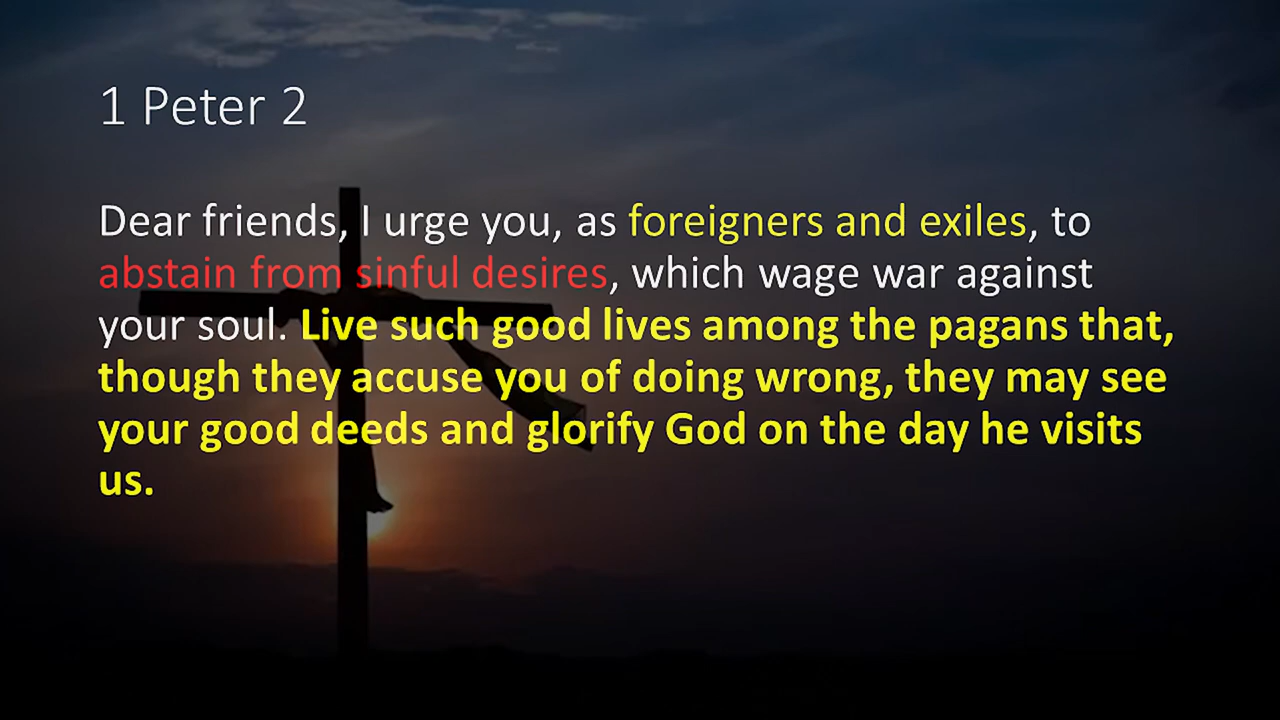 1 Peter 2
Dear friends, I urge you, as foreigners and exiles, to
abstain from sinful desires, which wage war against
your soul. Live such good lives among the pagans that,
though they accuse you of doing wrong, they may see
your good deeds and glorify God on the day he visits
us.